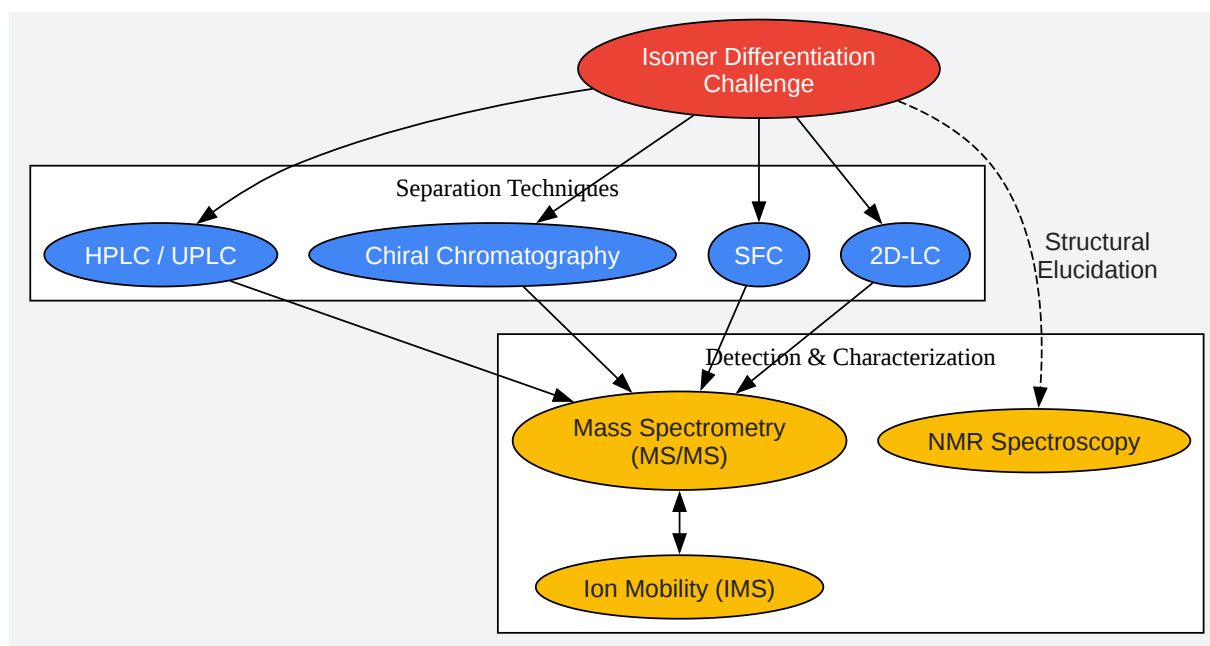 Isomer Differentiation
Challenge
Separation Techniques
HPLC / UPLC
Chiral Chromatography
SFC
2D-LC
Structural
Elucidation
Detection & Characterization
Mass Spectrometry
(MS/MS)
NMR Spectroscopy
Ion Mobility (IMS)